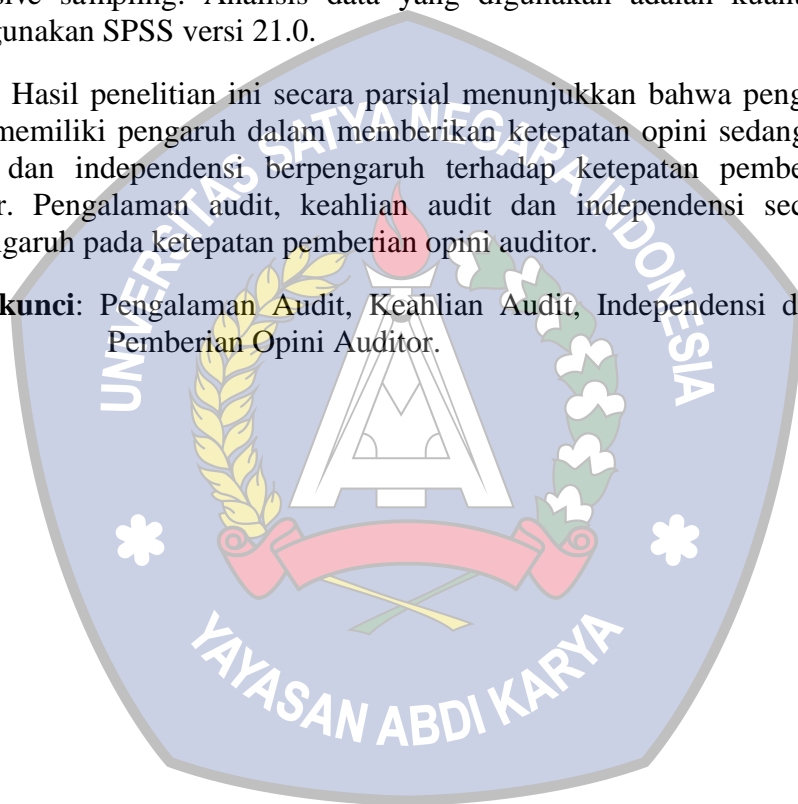 sive sampling. Analisis data yang digunakan adalah
gunakan SPSS versi 21.0.
Hasil penelitian ini secara parsial menunjukkan bahwa peng
memiliki pengaruh dalam memberikan ketepatan opini sedang
dan independensi berpengaruh terhadap ketepatan pembe
r. Pengalaman audit, keahlian audit dan independensi sec
ngaruh pada ketepatan pemberian opini auditor.
kunci: Pengalaman Audit, Keahlian Audit, Independensi d
Pemberian Opini Auditor.
UNIVERSITAS SATYA NEGARA INDONESIA
YAYASAN ABDI KARYA